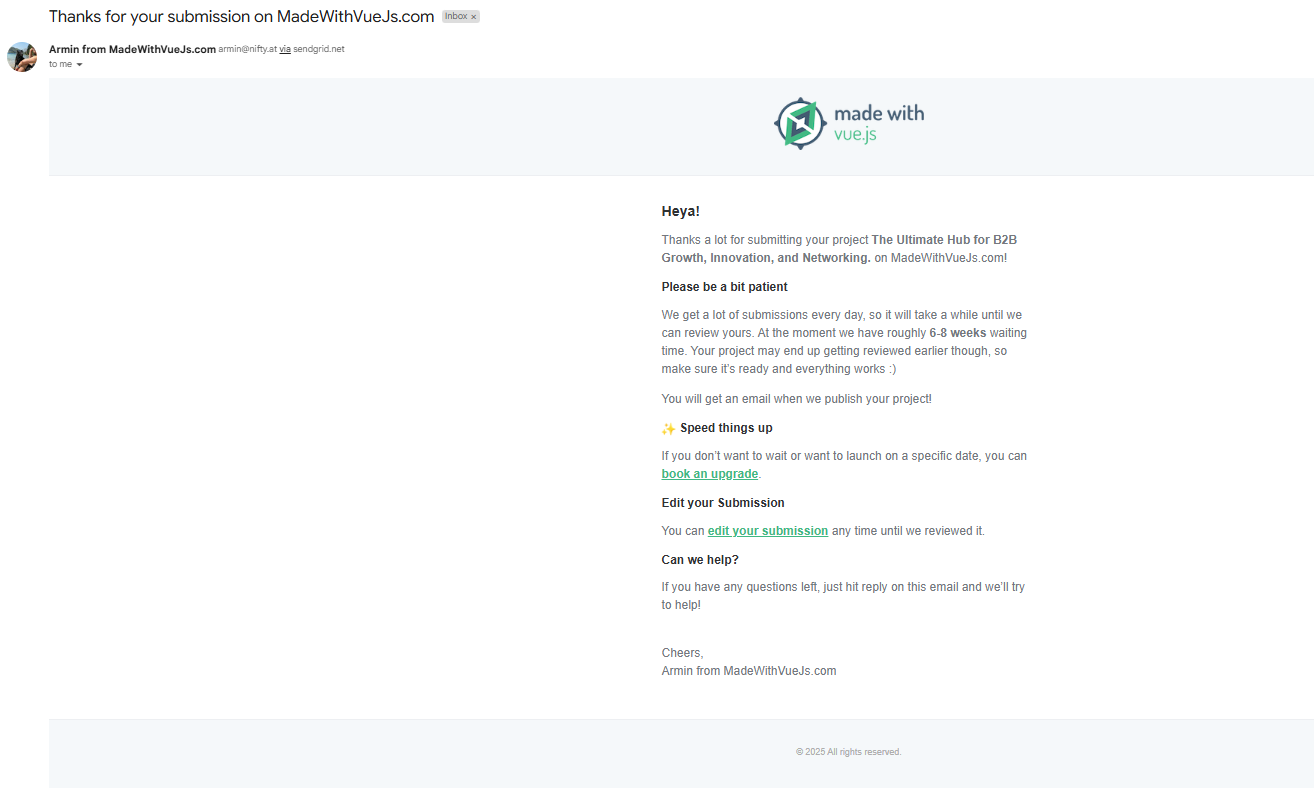 Thanks for your submission on MadeWithVueJs.com Inbox ×
Armin from MadeWithVueJs.com armin@nifty.at via sendgrid.net
to me
made with
vue.js
Heya!
Thanks a lot for submitting your project The Ultimate Hub for B2B
Growth, Innovation, and Networking. on MadeWithVueJs.com!
Please be a bit patient
We get a lot of submissions every day, so it will take a while until we
can review yours. At the moment we have roughly 6-8 weeks waiting
time. Your project may end up getting reviewed earlier though, so
make sure it's ready and everything works :)
You will get an email when we publish your project!
✨ Speed things up
If you don't want to wait or want to launch on a specific date, you can
book an upgrade.
Edit your Submission
You can edit your submission any time until we reviewed it.
Can we help?
If you have any questions left, just hit reply on this email and we'll try
to help!
Cheers,
Armin from MadeWithVueJs.com
© 2025 All rights reserved.